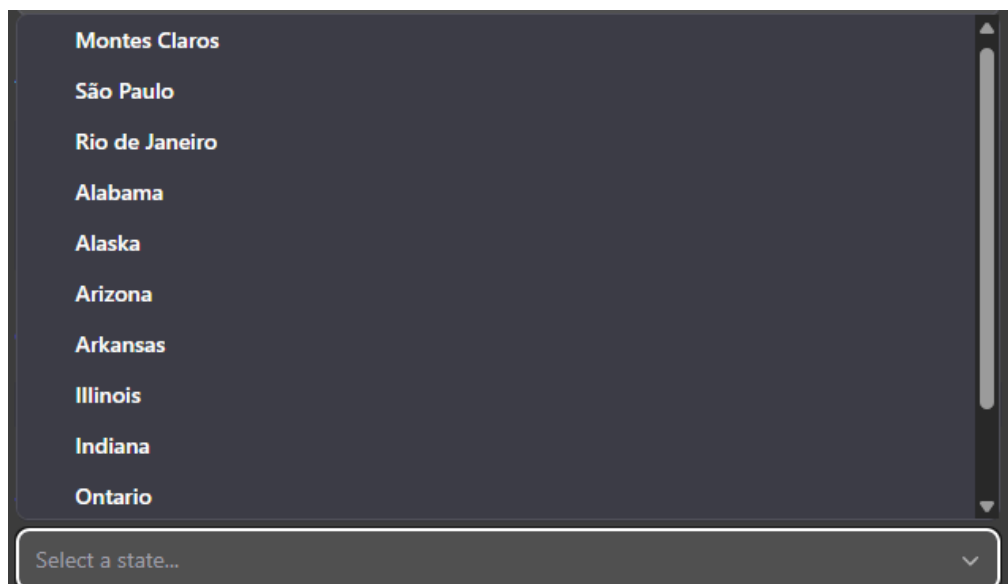 Montes Claros
São Paulo
Rio de Janeiro
Alabama
Alaska
Arizona
Arkansas
Illinois
Indiana
Ontario
Select a state...